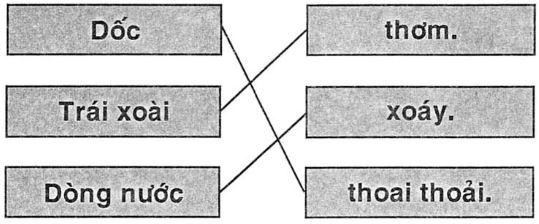 Dốc
thơm.
Trái xoài
xoáy.
Dòng nước
thoai thoải.